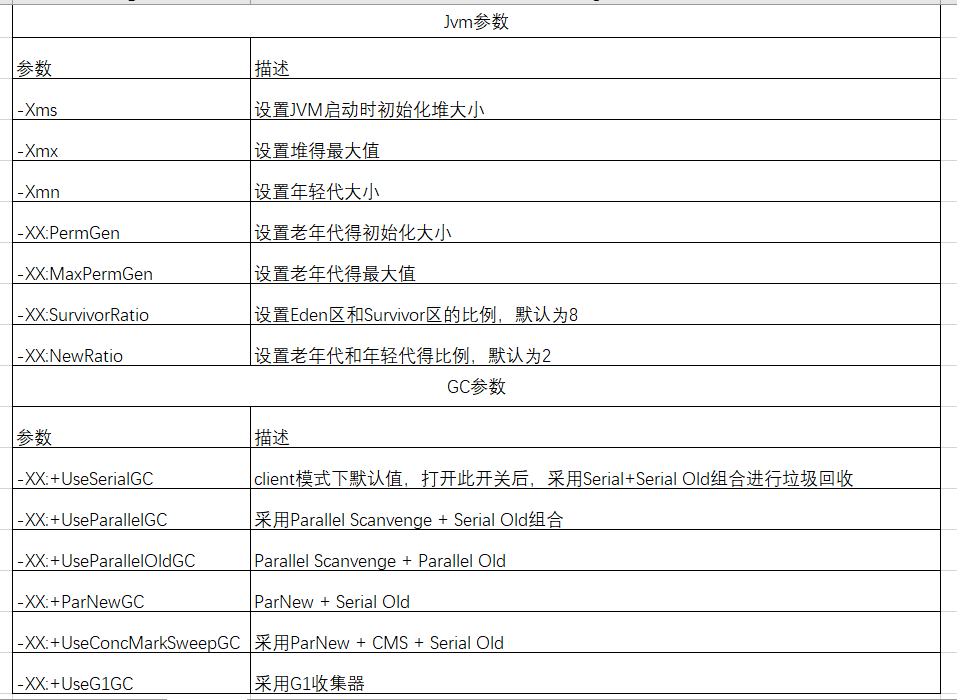 Jvm参数
参数 描述
-Xms 设置JVM启动时初始化堆大小
-Xmx 设置堆得最大值
-Xmn 设置年轻代大小
-XX:PermGen 设置老年代得初始化大小
-XX:MaxPermGen 设置老年代得最大值
-XX:SurvivorRatio 设置Eden区和Survivor区的比例，默认为8
-XX:NewRatio 设置老年代和年轻代得比例，默认为2
GC参数
参数 描述
-XX:+UseSerialGC client模式下默认值，打开此开关后，采用Serial+Serial Old组合进行垃圾回收
-XX:+UseParallelGC 采用Parallel Scanvenge + Serial Old组合
-XX:+UseParallelOldGC Parallel Scanvenge + Parallel Old
-XX:+ParNewGC ParNew + Serial Old
-XX:+UseConcMarkSweepGC 采用ParNew + CMS + Serial Old
-XX:+UseG1GC 采用G1收集器